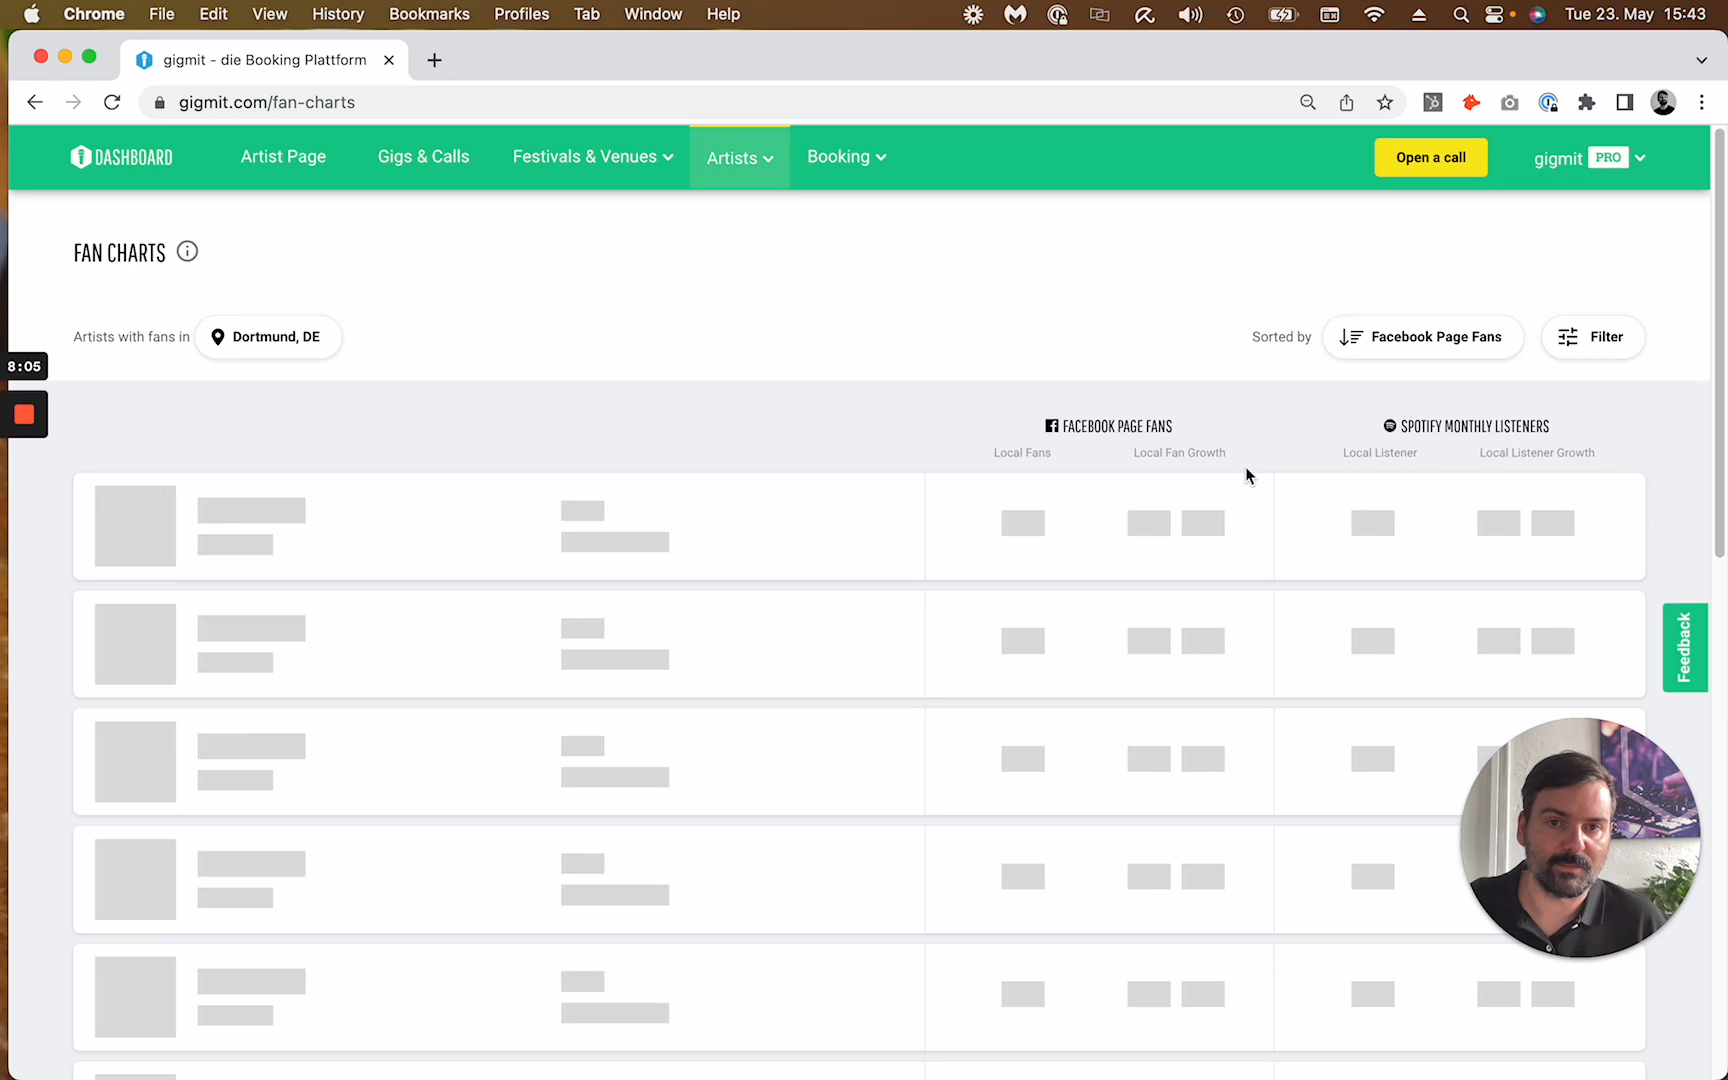 Chrome File Edit View History Bookmarks Profiles Tab Window Help Tue 23. May 15:43
gigmit - die Booking Plattform
gigmit.com/fan-charts
DASHBOARD Artist Page Gigs & Calls Festivals & Venues Artists Booking Open a call gigmit PRO
FAN CHARTS
Artists with fans in Dortmund, DE Sorted by Facebook Page Fans Filter
8:05
FACEBOOK PAGE FANS SPOTIFY MONTHLY LISTENERS
Local Fans Local Fan Growth Local Listener Local Listener Growth
Feedback